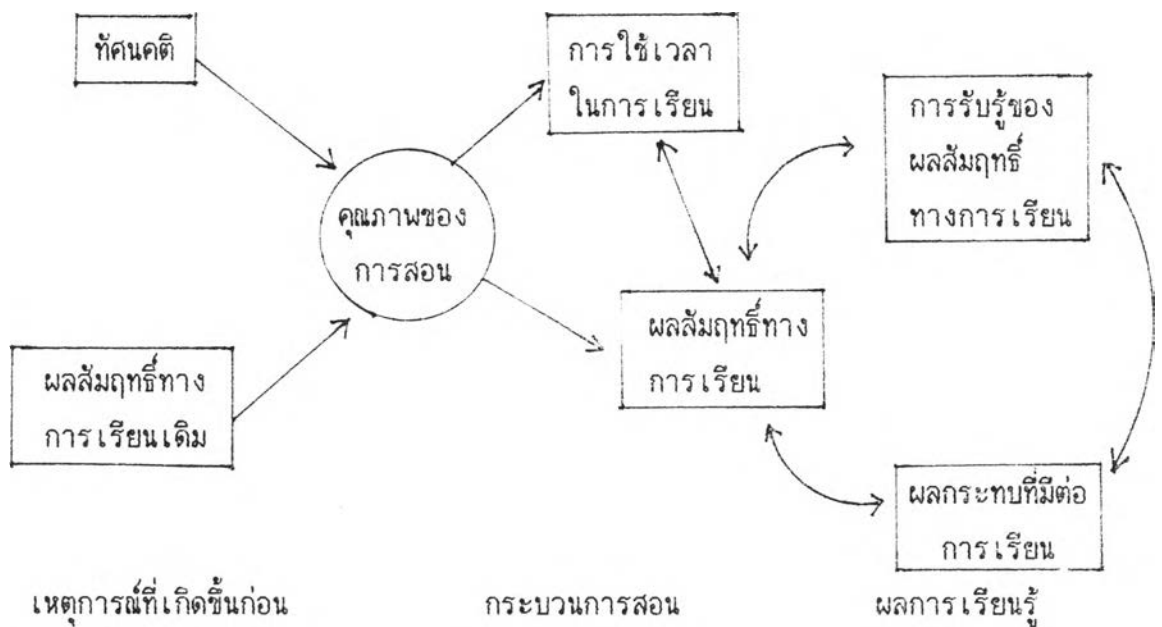 ทัศนคติ
การใช้เวลา
ในการเรียน
การรับรู้ของ
ผลสัมฤทธิ์
ทางการเรียน
คุณภาพของ
การสอน
ผลสัมฤทธิ์ทาง
การเรียน
ผลสัมฤทธิ์ทาง
การเรียนเดิม
ผลกระทบที่มีต่อ
การเรียน
เหตุการณ์ที่เกิดขึ้นก่อน
กระบวนการสอน
ผลการเรียนรู้